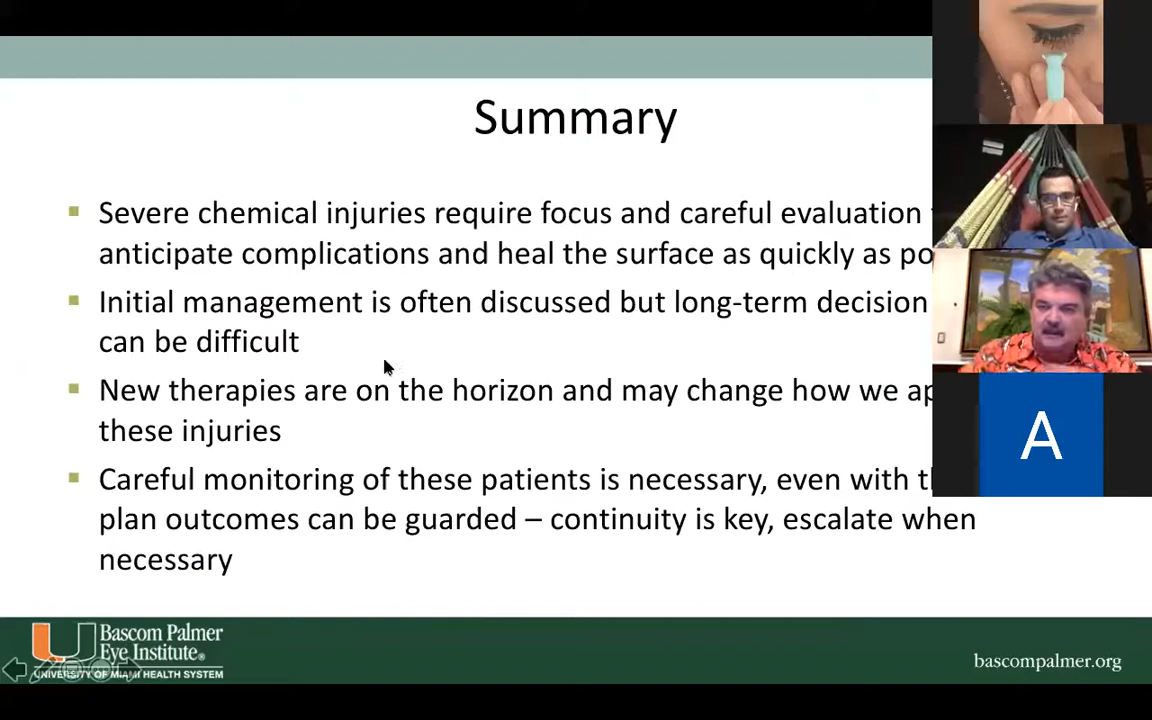 Summary
Severe chemical injuries require focus and careful evaluation
anticipate complications and heal the surface as quickly as
Initial management is often discussed but long-term decision
can be difficult
New therapies are on the horizon and may change how we
these injuries
Careful monitoring of these patients is necessary, even with
plan outcomes can be guarded – continuity is key, escalate when
necessary
Bascom Palmer
Eye Institute®
UNIVERSITY OF MIAMI HEALTH SYSTEM
bascompalmer.org
A